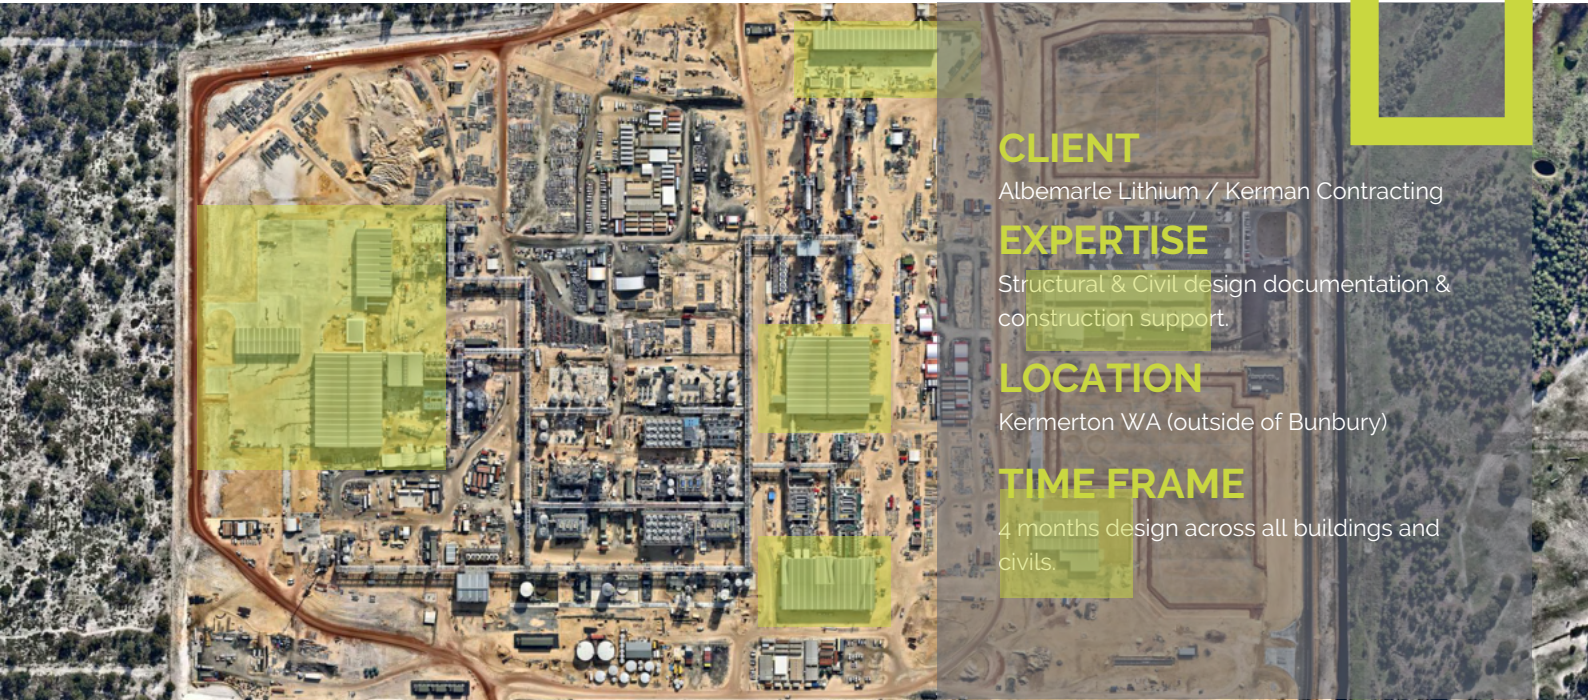 CLIENT
Albemarle Lithium / Kerman Contracting
EXPERTISE
Structural & Civil design documentation &
construction support.
LOCATION
Kermerton WA (outside of Bunbury)
TIME FRAME
4 months design across all buildings and
civils.